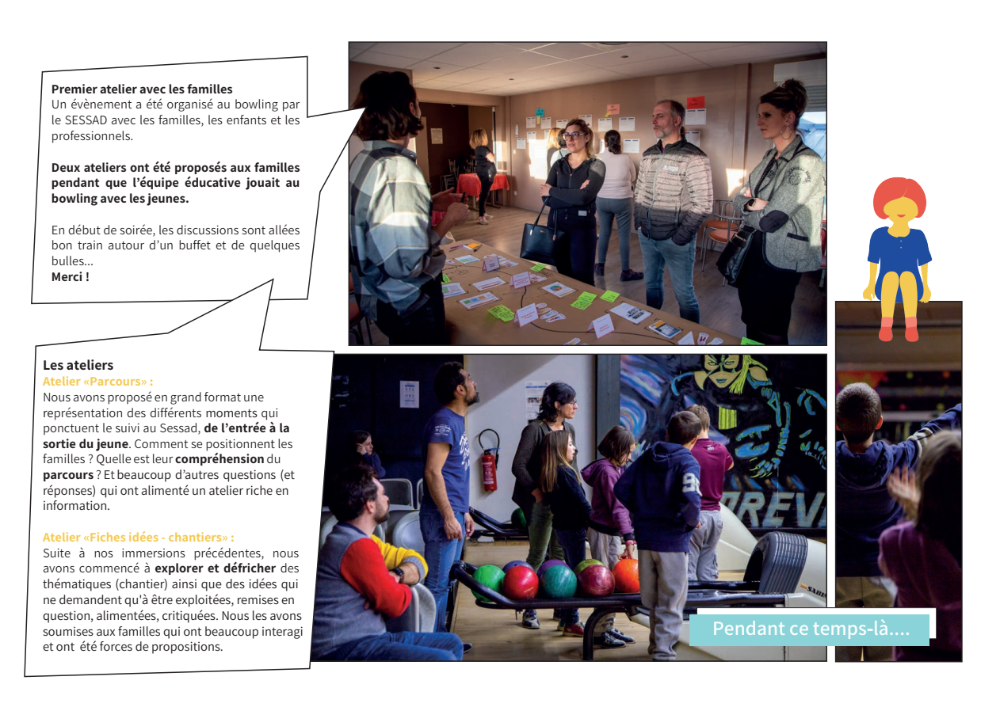 Premier atelier avec les familles
Un évènement a été organisé au bowling par
le SESSAD avec les familles, les enfants et les
professionnels.
Deux ateliers ont été proposés aux familles
pendant que l’équipe éducative jouait au
bowling avec les jeunes.
En début de soirée, les discussions sont allées
bon train autour d’un buffet et de quelques
bulles...
Merci !
Les ateliers
Atelier «Parcours» :
Nous avons proposé en grand format une
représentation des différents moments qui
ponctuent le suivi au Sessad, de l’entrée à la
sortie du jeune. Comment se positionnent les
familles ? Quelle est leur compréhension du
parcours ? Et beaucoup d’autres questions (et
réponses) qui ont alimenté un atelier riche en
information.
Atelier «Fiches idées - chantiers» :
Suite à nos immersions précédentes, nous
avons commencé à explorer et défricher des
thématiques (chantier) ainsi que des idées qui
ne demandent qu'à être exploitées, remises en
question, alimentées, critiquées. Nous les avons
soumises aux familles qui ont beaucoup interagi
et ont été forces de propositions.
Pendant ce temps-là....